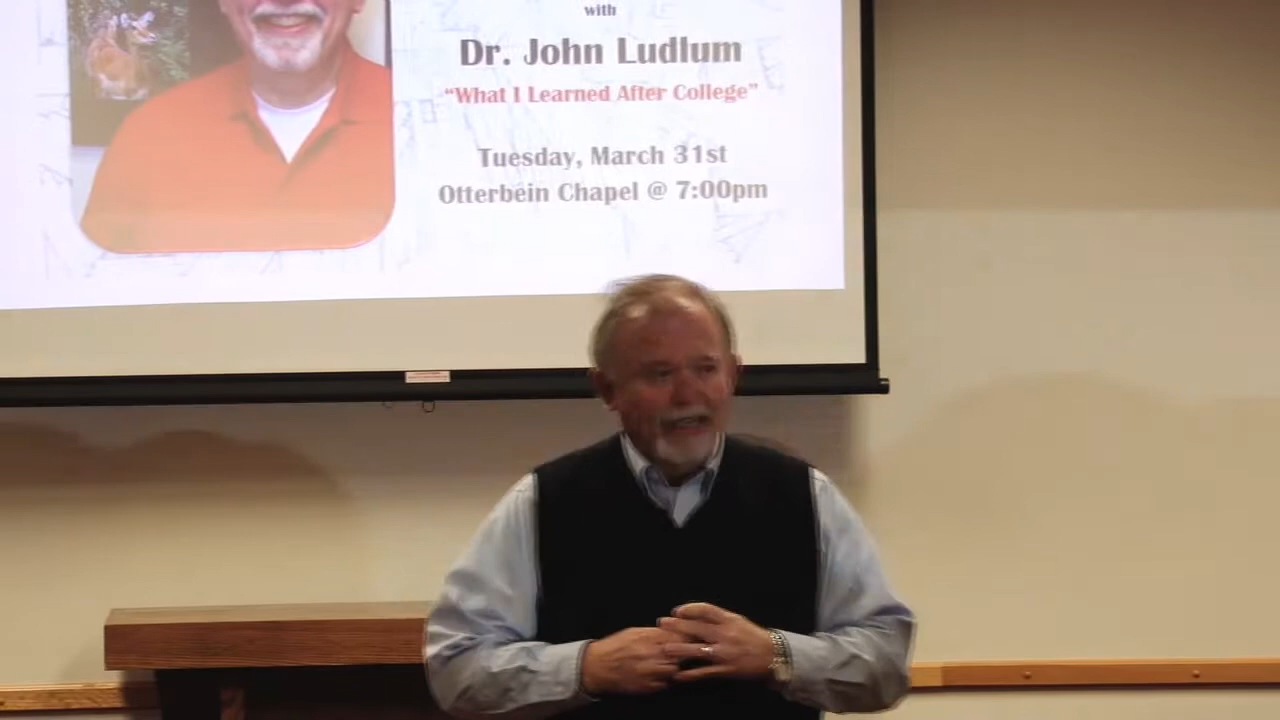 with
Dr. John Ludlum
“What I Learned After College”
Tuesday, March 31st
Otterbein Chapel @ 7:00pm